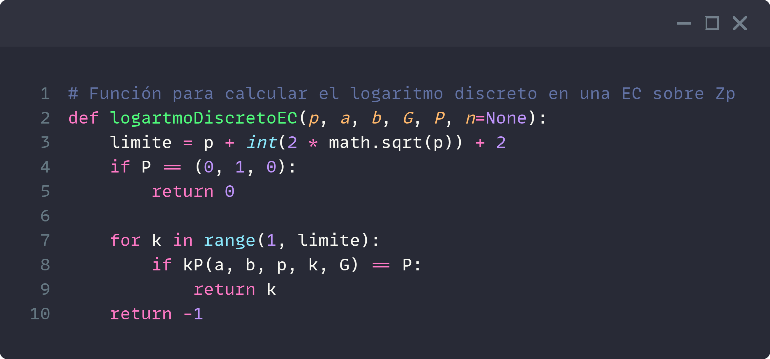 1 # Función para calcular el logaritmo discreto en una EC sobre Zp
2 def logartmoDiscretoEC(p, a, b, G, P, n=None):
3     limite = p + int(2 * math.sqrt(p)) + 2
4     if P == (0, 1, 0):
5         return 0
6
7     for k in range(1, limite):
8         if kP(a, b, p, k, G) == P:
9             return k
10     return -1